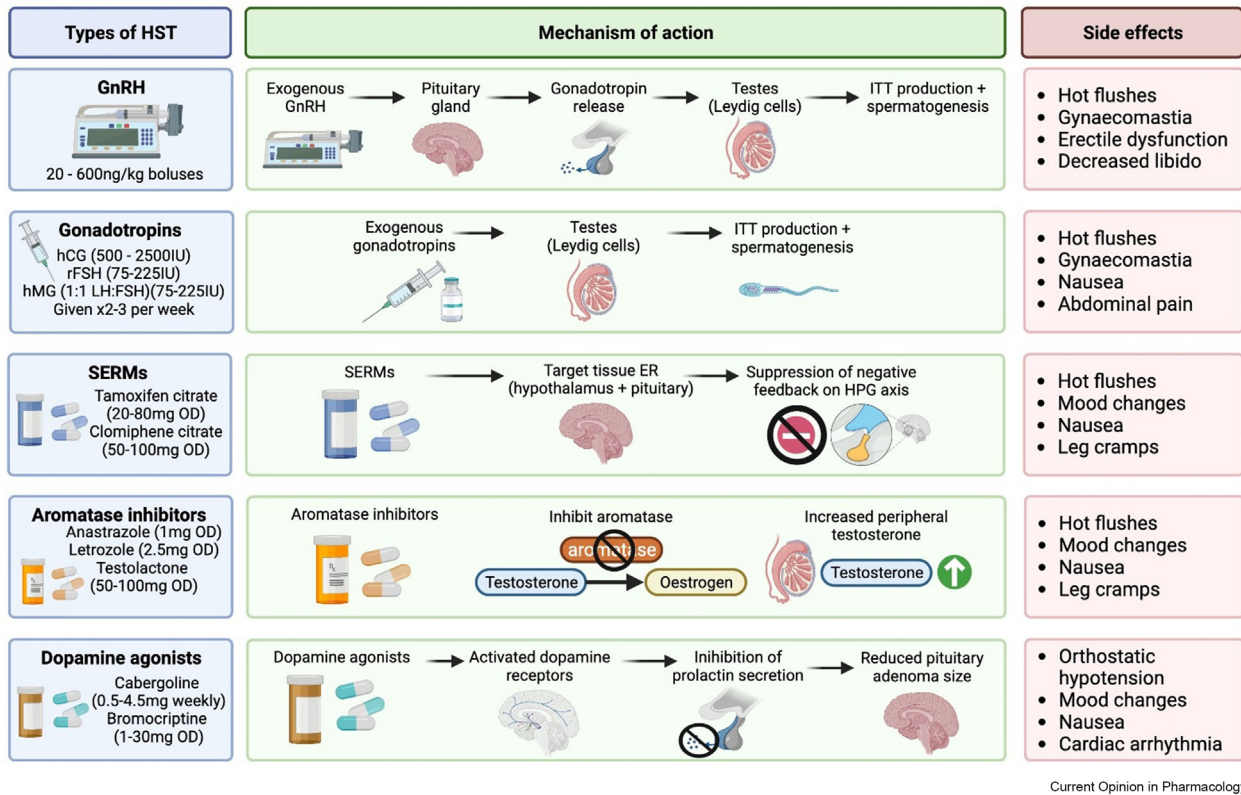 Types of HST
Mechanism of action
Side effects
GnRH
20 - 600ng/kg boluses
Exogenous
GnRH
Pituitary
gland
Gonadotropin
release
Testes
(Leydig cells)
ITT production +
spermatogenesis
• Hot flushes
• Gynaecomastia
• Erectile dysfunction
• Decreased libido
Gonadotropins
hCG (500 - 2500IU)
rFSH (75-225IU)
hMG (1:1 LH:FSH)(75-225IU)
Given x2-3 per week
Exogenous
gonadotropins
Testes
(Leydig cells)
ITT production +
spermatogenesis
• Hot flushes
• Gynaecomastia
• Nausea
• Abdominal pain
SERMs
Tamoxifen citrate
(20-80mg OD)
Clomiphene citrate
(50-100mg OD)
SERMs
Target tissue ER
(hypothalamus + pituitary)
Suppression of negative
feedback on HPG axis
• Hot flushes
• Mood changes
• Nausea
• Leg cramps
Aromatase inhibitors
Anastrazole (1mg OD)
Letrozole (2.5mg OD)
Testolactone
(50-100mg OD)
Aromatase inhibitors
Inhibit aromatase
aromatase
Testosterone
Oestrogen
Increased peripheral
testosterone
Testosterone
• Hot flushes
• Mood changes
• Nausea
• Leg cramps
Dopamine agonists
Cabergoline
(0.5-4.5mg weekly)
Bromocriptine
(1-30mg OD)
Dopamine agonists
Activated dopamine
receptors
Inihibition of
prolactin secretion
Reduced pituitary
adenoma size
• Orthostatic
hypotension
• Mood changes
• Nausea
• Cardiac arrhythmia
Current Opinion in Pharmacology